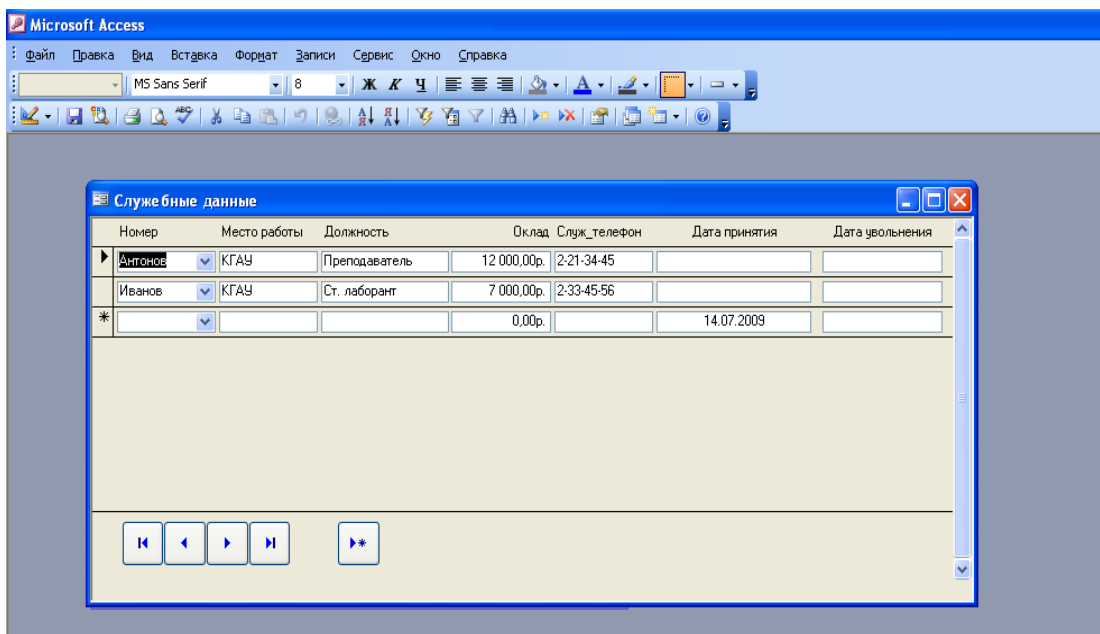 Microsoft Access
Файл Правка Вид Вставка Формат Записи Сервис Окно Справка
MS Sans Serif 8 Ж К Ч
Служебные данные
Номер Место работы Должность Оклад Служ_телефон Дата принятия Дата увольнения
Антонов КГАУ Преподаватель 12 000,00р. 2-21-34-45
Иванов КГАУ Ст. лаборант 7 000,00р. 2-33-45-56
0,00р. 14.07.2009